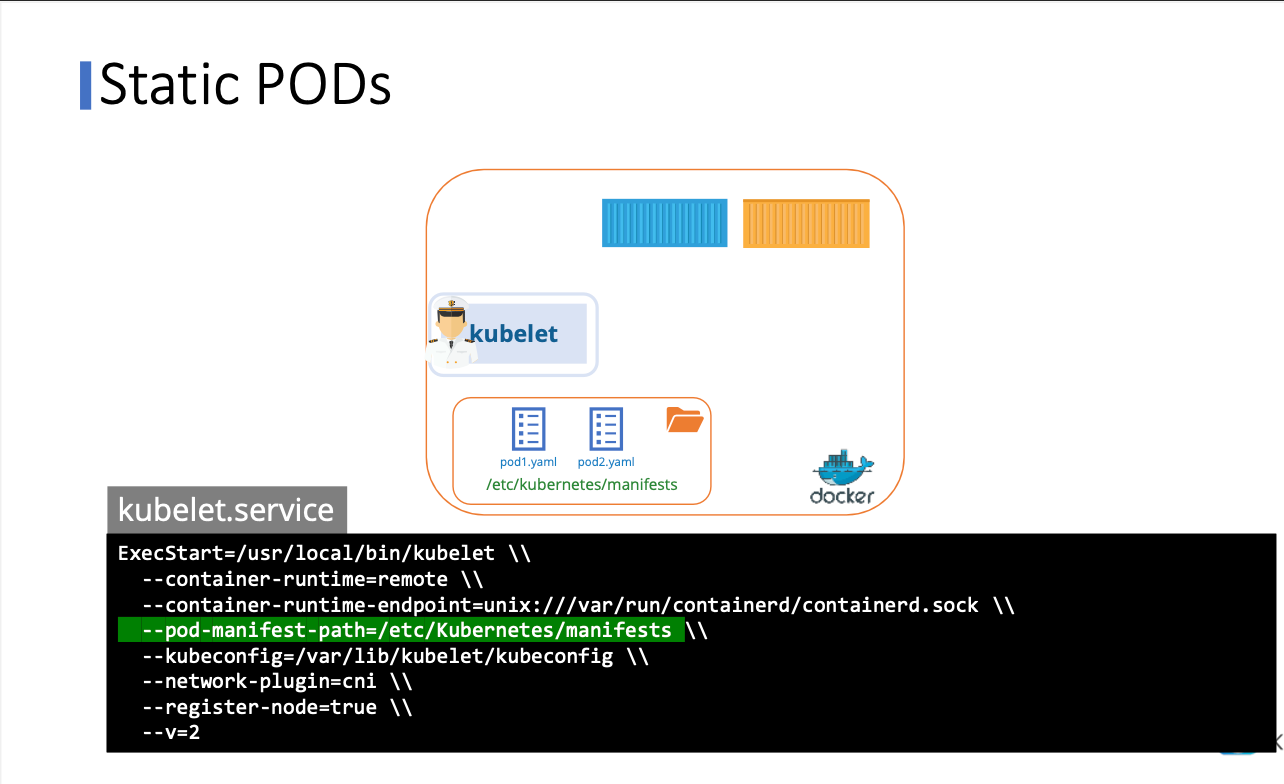 Static PODs
kubelet
pod1.yaml
pod2.yaml
/etc/kubernetes/manifests
docker
kubelet.service
ExecStart=/usr/local/bin/kubelet \\
--container-runtime=remote \\
--container-runtime-endpoint=unix:///var/run/containerd/containerd.sock \\
--pod-manifest-path=/etc/Kubernetes/manifests \\
--kubeconfig=/var/lib/kubelet/kubeconfig \\
--network-plugin=cni \\
--register-node=true \\
--v=2